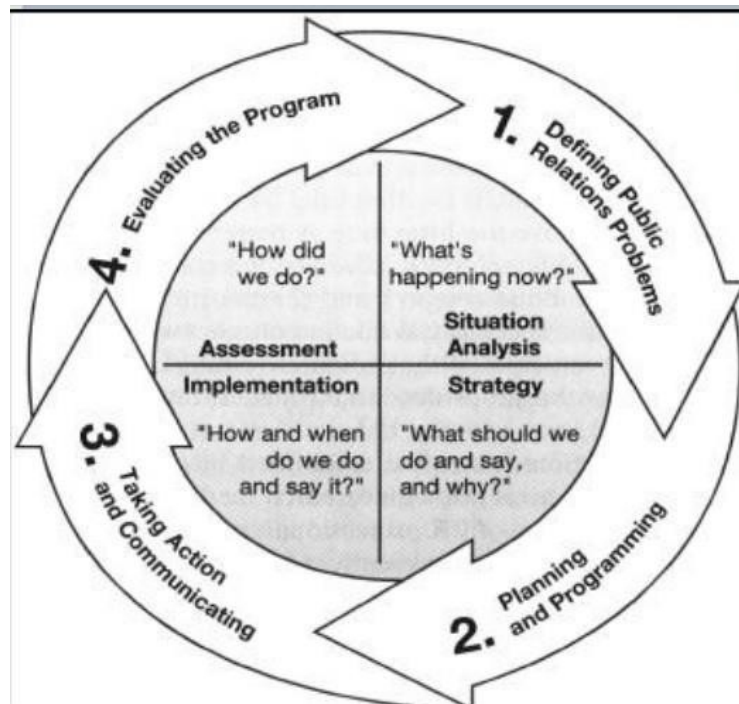 1. Defining Public
Relations Problems
2. Planning
and Programming
3. Taking Action
and Communicating
4. Evaluating the Program
"How did
we do?"
Assessment
"What's
happening now?"
Situation
Analysis
Implementation
"How and when
do we do
and say it?"
Strategy
"What should we
do and say,
and why?"